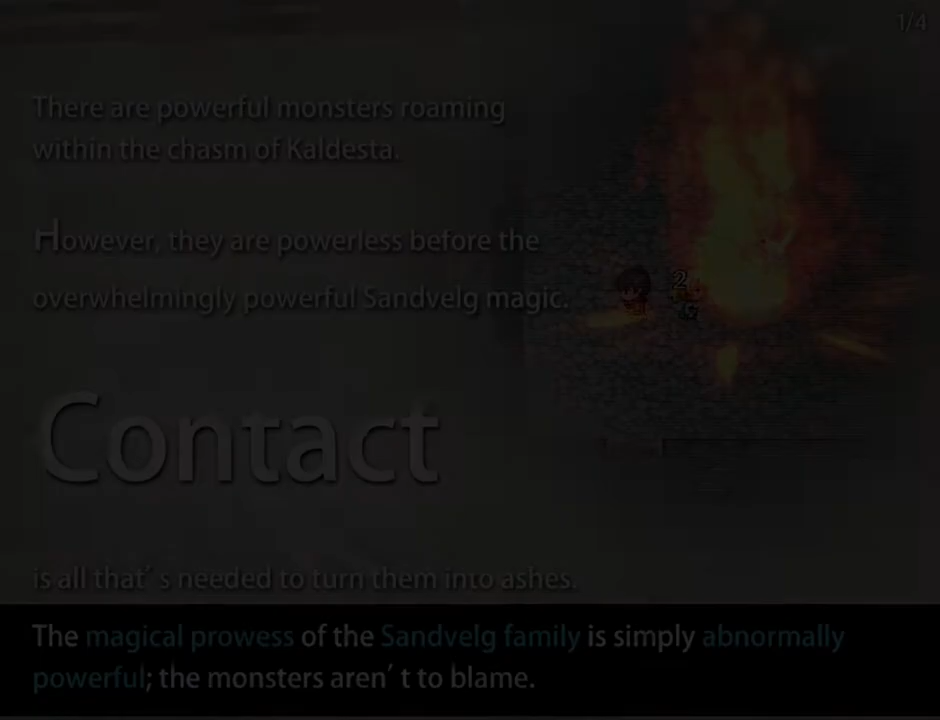 1/4
There are powerful monsters roaming
within the chasm of Kaldesta.
However, they are powerless before the
overwhelmingly powerful Sandvelg magic.
2
Contact
is all that's needed to turn them into ashes.
The magical prowess of the Sandvelg family is simply abnormally
powerful; the monsters aren't to blame.